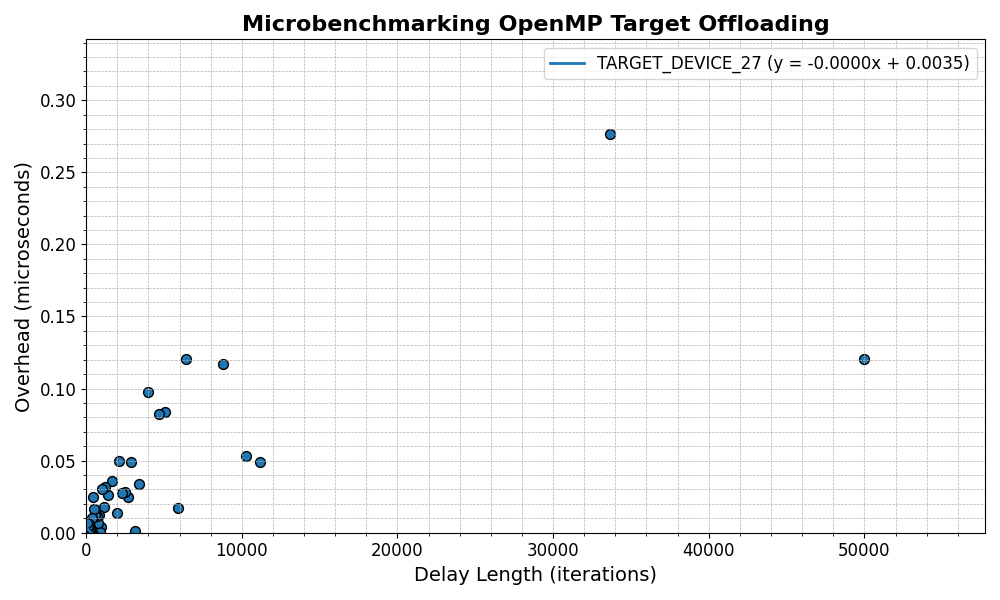 Microbenchmarking OpenMP Target Offloading
TARGET_DEVICE_27 (y = -0.0000x + 0.0035)
Overhead (microseconds)
0.30
0.25
0.20
0.15
0.10
0.05
0.00
0 10000 20000 30000 40000 50000
Delay Length (iterations)